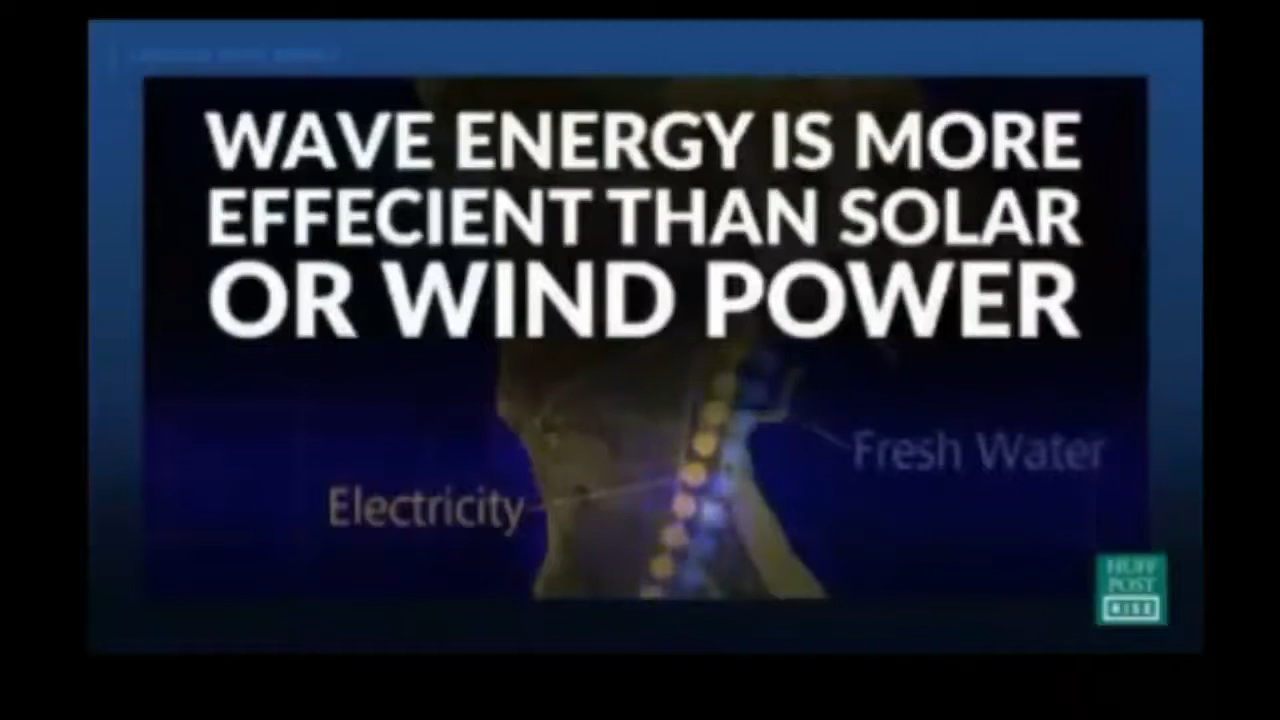 WAVE ENERGY IS MORE
EFFECIENT THAN SOLAR
OR WIND POWER
Fresh Water
Electricity
HUFF
POST
RISE